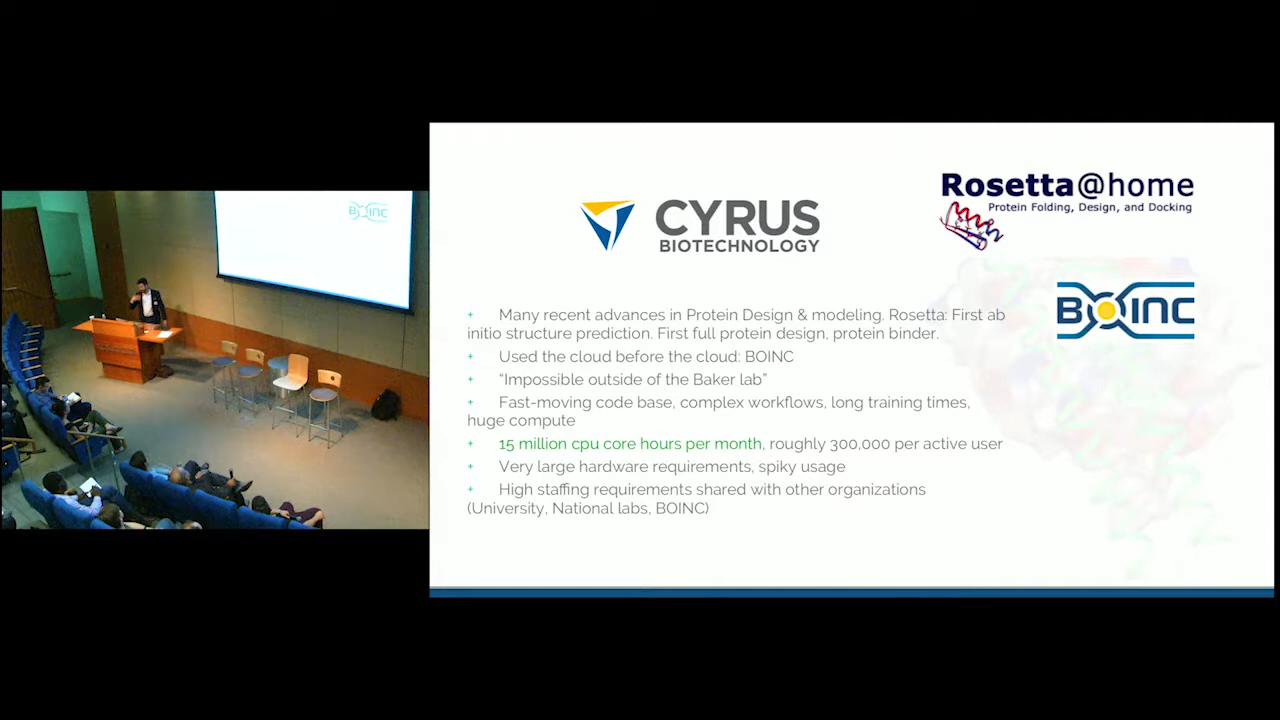 BOINC
CYRUS
BIOTECHNOLOGY
Rosetta@home
Protein Folding, Design, and Docking
BOINC
+ Many recent advances in Protein Design & modeling. Rosetta: First ab
initio structure prediction. First full protein design, protein binder.
+ Used the cloud before the cloud: BOINC
+ “Impossible outside of the Baker lab”
+ Fast-moving code base, complex workflows, long training times,
huge compute
+ 15 million cpu core hours per month, roughly 300,000 per active user
+ Very large hardware requirements, spiky usage
+ High staffing requirements shared with other organizations
(University, National labs, BOINC)